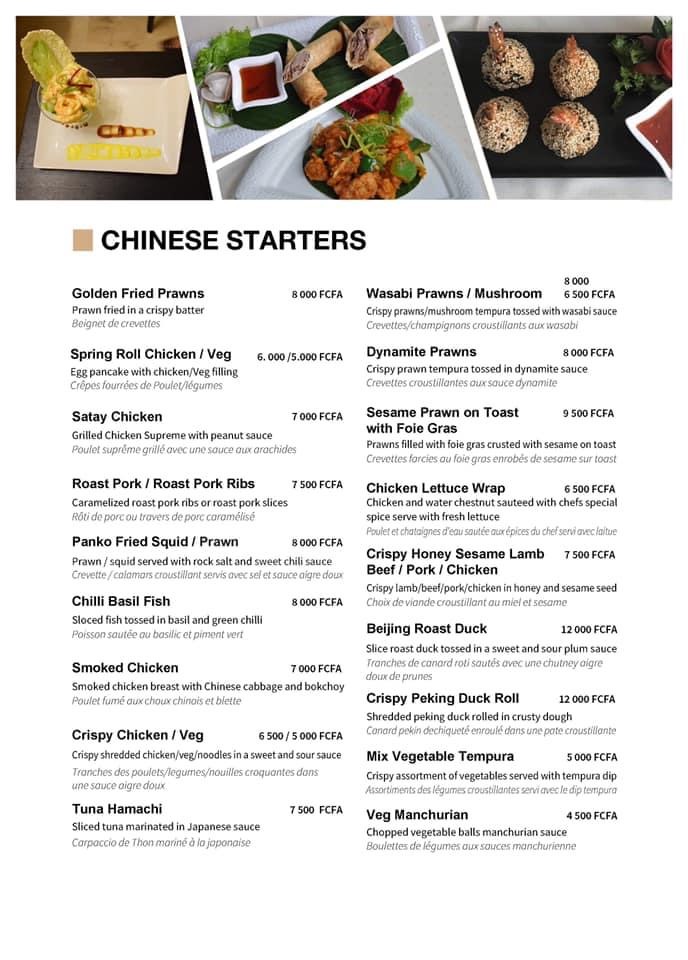 CHINESE STARTERS
Golden Fried Prawns 8 000 FCFA
Prawn fried in a crispy batter
Beignet de crevettes
Spring Roll Chicken / Veg 6. 000 /5.000 FCFA
Egg pancake with chicken/Veg filling
Crêpes fourrées de Poulet/légumes
Satay Chicken 7 000 FCFA
Grilled Chicken Supreme with peanut sauce
Poulet suprême grillé avec une sauce aux arachides
Roast Pork / Roast Pork Ribs 7 500 FCFA
Caramelized roast pork ribs or roast pork slices
Rôti de porc ou travers de porc caramélisé
Panko Fried Squid / Prawn 8 000 FCFA
Prawn / squid served with rock salt and sweet chili sauce
Crevette / calamars croustillant servis avec sel et sauce aigre doux
Chilli Basil Fish 8 000 FCFA
Sloced fish tossed in basil and green chilli
Poisson sautée au basilic et piment vert
Smoked Chicken 7 000 FCFA
Smoked chicken breast with Chinese cabbage and bokchoy
Poulet fumé aux choux chinois et blette
Crispy Chicken / Veg 6 500 / 5 000 FCFA
Crispy shredded chicken/veg/noodles in a sweet and sour sauce
Tranches des poulets/legumes/nouilles croquantes dans
une sauce aigre doux
Tuna Hamachi 7 500 FCFA
Sliced tuna marinated in Japanese sauce
Carpaccio de Thon mariné à la japonaise
8 000
Wasabi Prawns / Mushroom 6 500 FCFA
Crispy prawns/mushroom tempura tossed with wasabi sauce
Crevettes/champignons croustillants aux wasabi
Dynamite Prawns 8 000 FCFA
Crispy prawn tempura tossed in dynamite sauce
Crevettes croustillantes aux sauce dynamite
Sesame Prawn on Toast 9 500 FCFA
with Foie Gras
Prawns filled with foie gras crusted with sesame on toast
Crevettes farcies au foie gras enrobés de sesame sur toast
Chicken Lettuce Wrap 6 500 FCFA
Chicken and water chestnut sauteed with chefs special
spice serve with fresh lettuce
Poulet et chataignes d'eau sautée aux épices du chef servi avec laitue
Crispy Honey Sesame Lamb 7 500 FCFA
Beef / Pork / Chicken
Crispy lamb/beef/pork/chicken in honey and sesame seed
Choix de viande croustillant au miel et sesame
Beijing Roast Duck 12 000 FCFA
Slice roast duck tossed in a sweet and sour plum sauce
Tranches de canard roti sautés avec une chutney aigre
doux de prunes
Crispy Peking Duck Roll 12 000 FCFA
Shredded peking duck rolled in crusty dough
Canard pekin dechiqueté enroulé dans une pate croustillante
Mix Vegetable Tempura 5 000 FCFA
Crispy assortment of vegetables served with tempura dip
Assortiments des légumes croustillantes servi avec le dip tempura
Veg Manchurian 4 500 FCFA
Chopped vegetable balls manchurian sauce
Boulettes de légumes aux sauces manchurienne